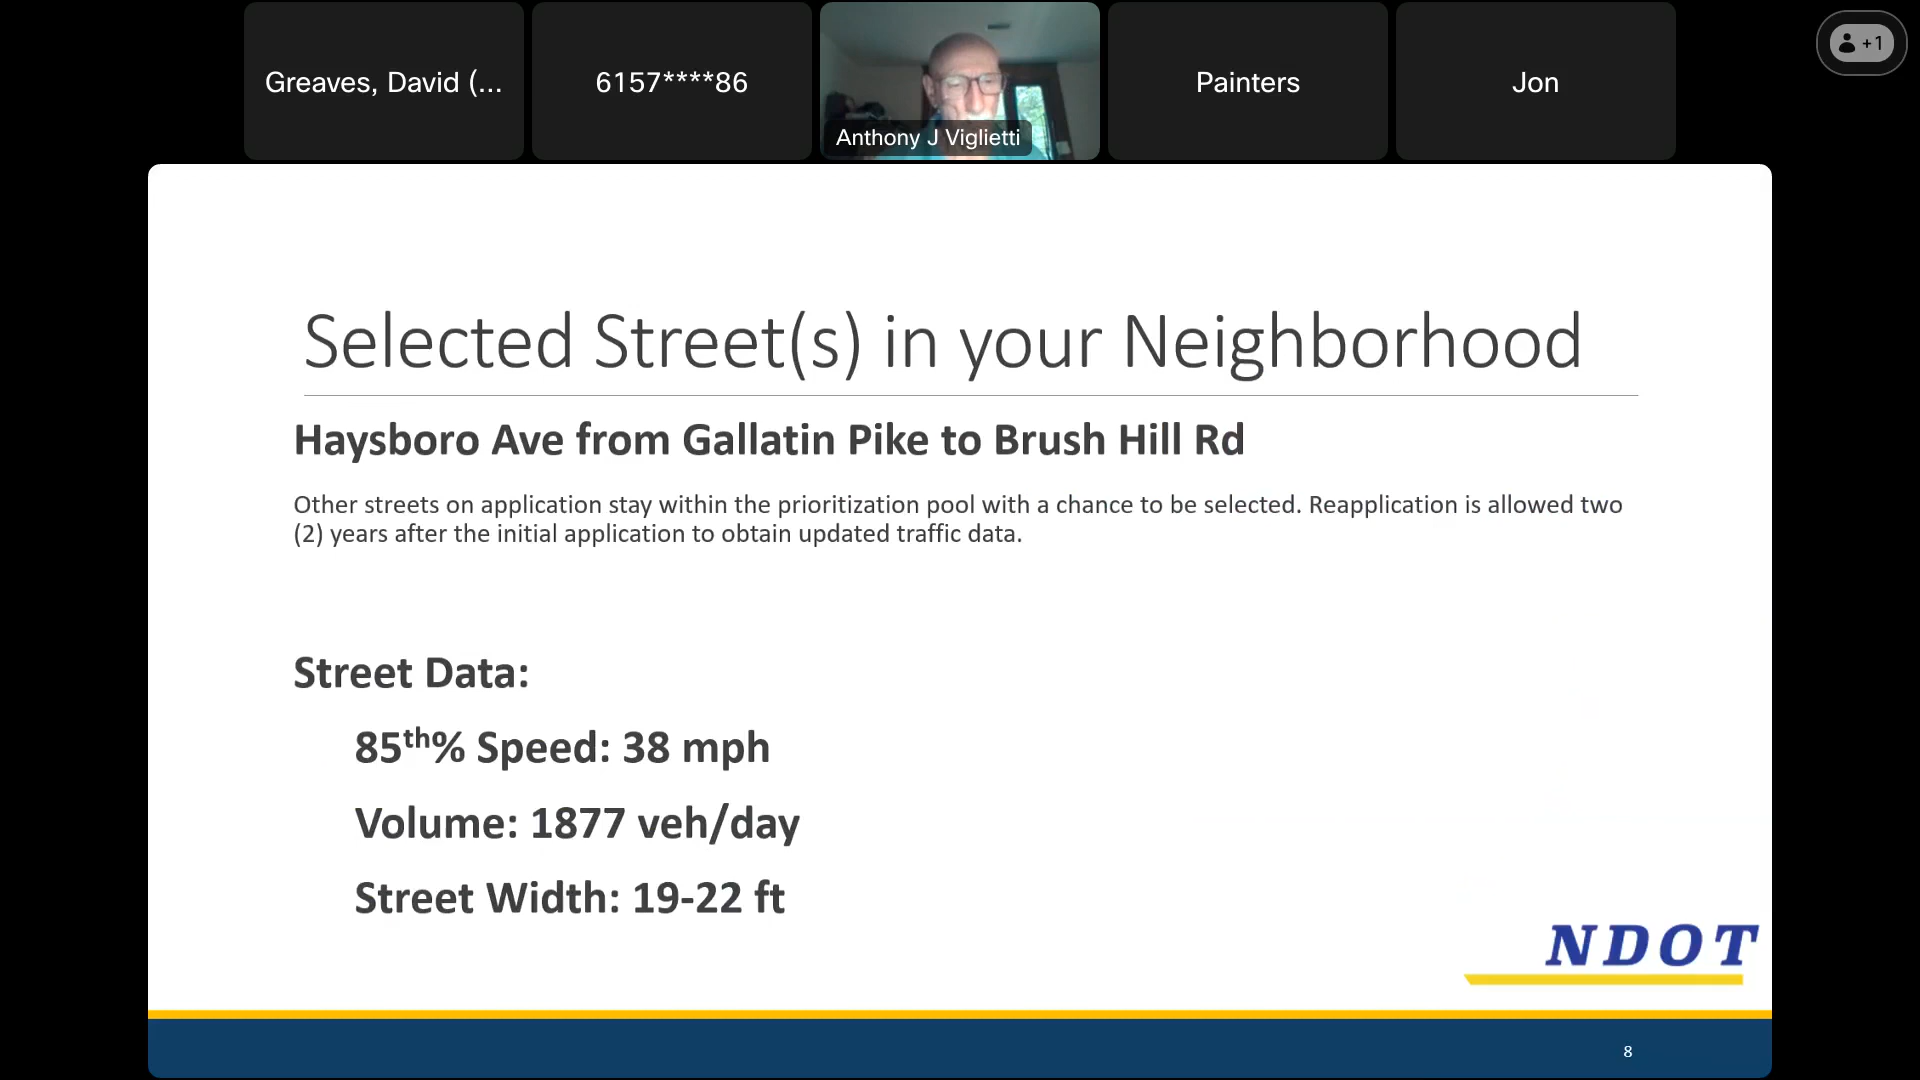 Greaves, David (...
6157****86
Anthony J Viglietti
Painters
Jon
+1
Selected Street(s) in your Neighborhood
Haysboro Ave from Gallatin Pike to Brush Hill Rd
Other streets on application stay within the prioritization pool with a chance to be selected. Reapplication is allowed two
(2) years after the initial application to obtain updated traffic data.
Street Data:
85th% Speed: 38 mph
Volume: 1877 veh/day
Street Width: 19-22 ft
NDOT
8